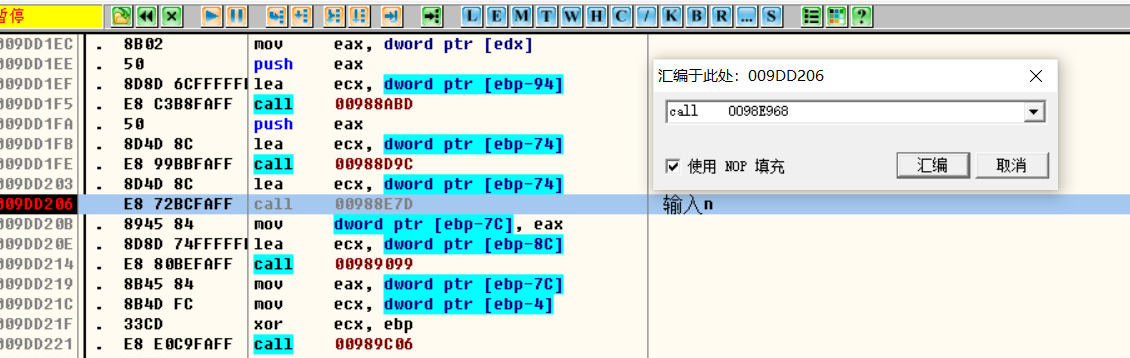 暂停
L E M T W H C / K B R ... S ?
009DD1EC . 8B02 mov eax, dword ptr [edx]
009DD1EE . 50 push eax
009DD1EF . 8D8D 6CFFFFFF lea ecx, dword ptr [ebp-94]
009DD1F5 . E8 C3B8FAFF call 00988ABD
009DD1FA . 50 push eax
009DD1FB . 8D4D 8C lea ecx, dword ptr [ebp-74]
009DD1FE . E8 99BBFAFF call 00988D9C
009DD203 . 8D4D 8C lea ecx, dword ptr [ebp-74]
009DD206 . E8 72BCFAFF call 00988E7D 输入n
009DD20B . 8945 84 mov dword ptr [ebp-7C], eax
009DD20E . 8D8D 74FFFFFF lea ecx, dword ptr [ebp-8C]
009DD214 . E8 80BEFAFF call 00989099
009DD219 . 8B45 84 mov eax, dword ptr [ebp-7C]
009DD21C . 8B4D FC mov ecx, dword ptr [ebp-4]
009DD21F . 33CD xor ecx, ebp
009DD221 . E8 E0C9FAFF call 00989C06
汇编于此处：009DD206
call 0098E968
使用 NOP 填充 汇编 取消